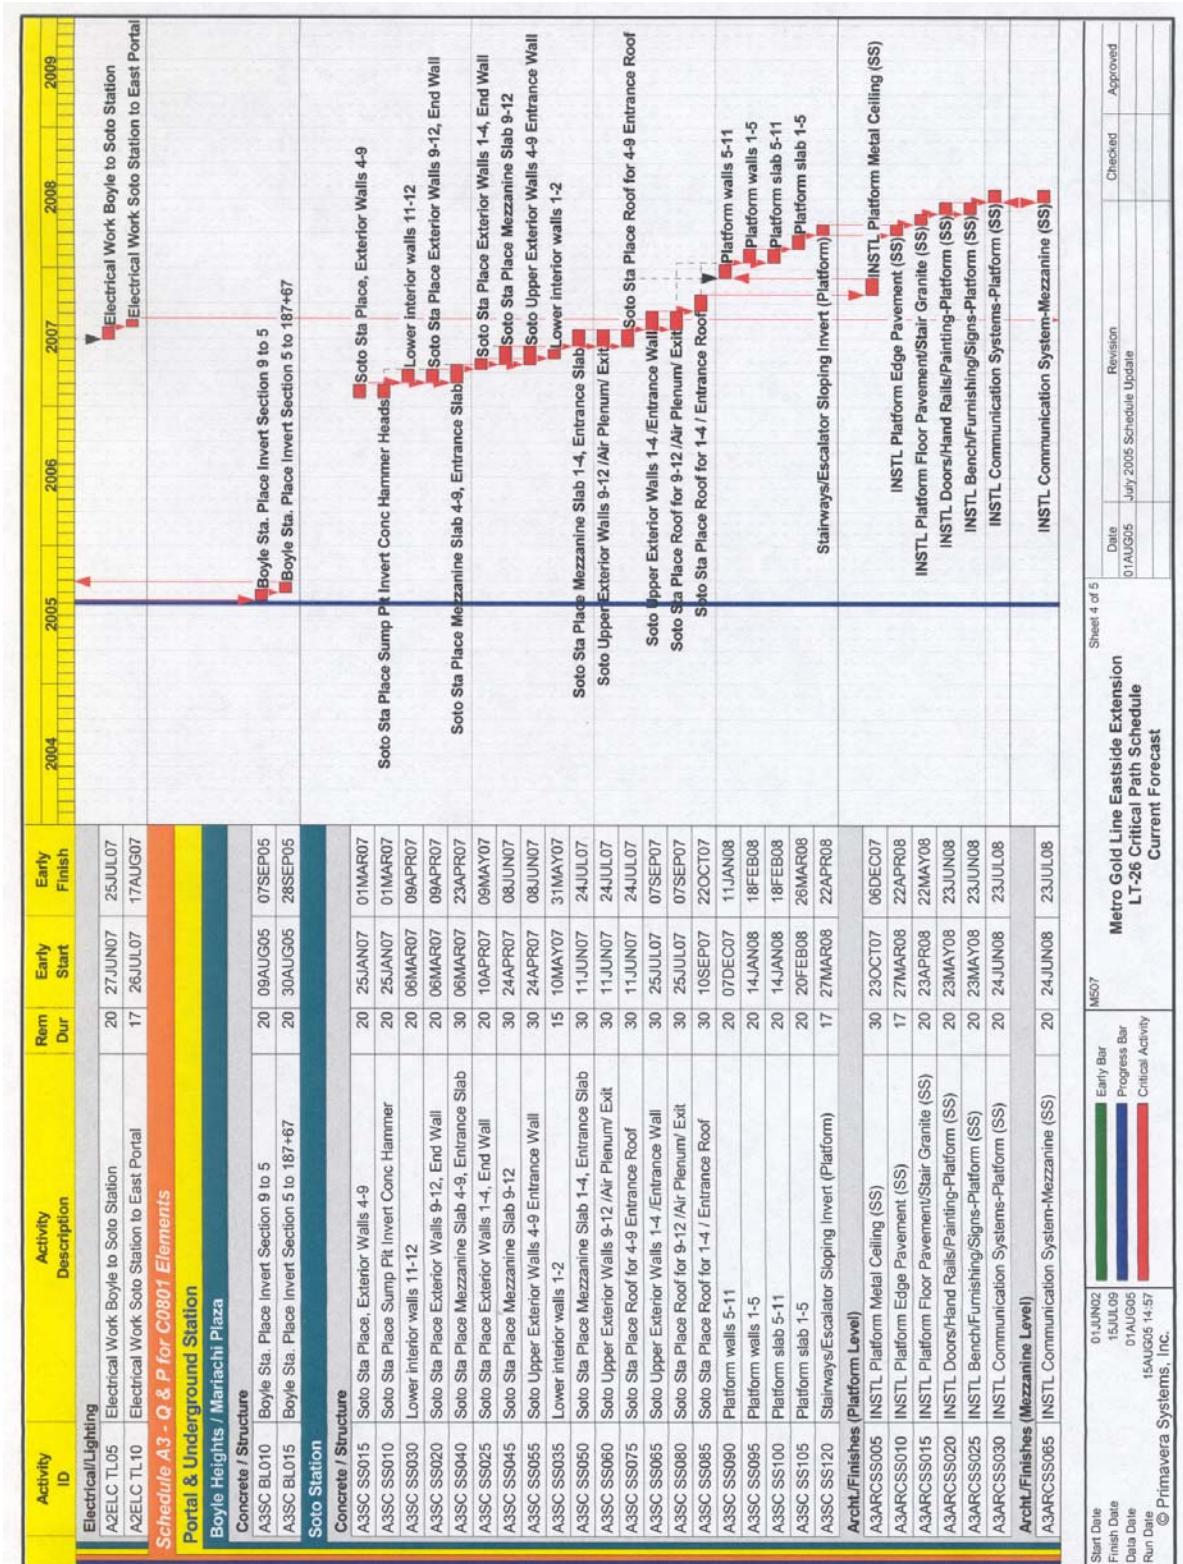 Activity ID Activity Description Rem Dur Early Start Early Finish 2004 2005 2006 2007 2008 2009
Electrical/Lighting
A2ELC TL05 Electrical Work Boyle to Soto Station 20 27JUN07 25JUL07 Electrical Work Boyle to Soto Station
A2ELC TL10 Electrical Work Soto Station to East Portal 17 26JUL07 17AUG07 Electrical Work Soto Station to East Portal
Schedule A3 - Q & P for C0801 Elements
Portal & Underground Station
Boyle Heights / Mariachi Plaza
Concrete / Structure
A3SC BL010 Boyle Sta. Place Invert Section 9 to 5 20 09AUG05 07SEP05 Boyle Sta. Place Invert Section 9 to 5
A3SC BL015 Boyle Sta. Place Invert Section 5 to 187+67 20 30AUG05 28SEP05 Boyle Sta. Place Invert Section 5 to 187+67
Soto Station
Concrete / Structure
A3SC SS015 Soto Sta Place, Exterior Walls 4-9 20 25JAN07 01MAR07 Soto Sta Place, Exterior Walls 4-9
A3SC SS010 Soto Sta Place Sump Pit Invert Conc Hammer 20 25JAN07 01MAR07 Soto Sta Place Sump Pit Invert Conc Hammer Heads
A3SC SS030 Lower interior walls 11-12 20 06MAR07 09APR07 Lower interior walls 11-12
A3SC SS020 Soto Sta Place Exterior Walls 9-12, End Wall 20 06MAR07 09APR07 Soto Sta Place Exterior Walls 9-12, End Wall
A3SC SS040 Soto Sta Place Mezzanine Slab 4-9, Entrance Slab 30 06MAR07 23APR07 Soto Sta Place Mezzanine Slab 4-9, Entrance Slab
A3SC SS025 Soto Sta Place Exterior Walls 1-4, End Wall 20 10APR07 09MAY07 Soto Sta Place Exterior Walls 1-4, End Wall
A3SC SS045 Soto Sta Place Mezzanine Slab 9-12 30 24APR07 08JUN07 Soto Sta Place Mezzanine Slab 9-12
A3SC SS055 Soto Upper Exterior Walls 4-9 Entrance Wall 30 24APR07 08JUN07 Soto Upper Exterior Walls 4-9 Entrance Wall
A3SC SS035 Lower interior walls 1-2 15 10MAY07 31MAY07 Lower interior walls 1-2
A3SC SS050 Soto Sta Place Mezzanine Slab 1-4, Entrance Slab 30 11JUN07 24JUL07 Soto Sta Place Mezzanine Slab 1-4, Entrance Slab
A3SC SS060 Soto Upper Exterior Walls 9-12 /Air Plenum/ Exit 30 11JUN07 24JUL07 Soto Upper Exterior Walls 9-12 /Air Plenum/ Exit
A3SC SS075 Soto Sta Place Roof for 4-9 Entrance Roof 30 11JUN07 24JUL07 Soto Sta Place Roof for 4-9 Entrance Roof
A3SC SS065 Soto Upper Exterior Walls 1-4 /Entrance Wall 30 25JUL07 07SEP07 Soto Upper Exterior Walls 1-4 /Entrance Wall
A3SC SS080 Soto Sta Place Roof for 9-12 /Air Plenum/ Exit 30 25JUL07 07SEP07 Soto Sta Place Roof for 9-12 /Air Plenum/ Exit
A3SC SS085 Soto Sta Place Roof for 1-4 / Entrance Roof 30 10SEP07 22OCT07 Soto Sta Place Roof for 1-4 / Entrance Roof
A3SC SS090 Platform walls 5-11 20 07DEC07 11JAN08 Platform walls 5-11
A3SC SS095 Platform walls 1-5 20 14JAN08 18FEB08 Platform walls 1-5
A3SC SS100 Platform slab 5-11 20 14JAN08 18FEB08 Platform slab 5-11
A3SC SS105 Platform slab 1-5 20 20FEB08 26MAR08 Platform slab 1-5
A3SC SS120 Stairways/Escalator Sloping Invert (Platform) 17 27MAR08 22APR08 Stairways/Escalator Sloping Invert (Platform)
Archt./Finishes (Platform Level)
A3ARCSS005 INSTL Platform Metal Ceiling (SS) 30 23OCT07 06DEC07 INSTL Platform Metal Ceiling (SS)
A3ARCSS010 INSTL Platform Edge Pavement (SS) 17 27MAR08 22APR08 INSTL Platform Edge Pavement (SS)
A3ARCSS015 INSTL Platform Floor Pavement/Stair Granite (SS) 20 23APR08 22MAY08 INSTL Platform Floor Pavement/Stair Granite (SS)
A3ARCSS020 INSTL Doors/Hand Rails/Painting-Platform (SS) 20 23MAY08 23JUN08 INSTL Doors/Hand Rails/Painting-Platform (SS)
A3ARCSS025 INSTL Bench/Furnishing/Signs-Platform (SS) 20 23MAY08 23JUN08 INSTL Bench/Furnishing/Signs-Platform (SS)
A3ARCSS030 INSTL Communication Systems-Platform (SS) 20 24JUN08 23JUL08 INSTL Communication Systems-Platform (SS)
Archt./Finishes (Mezzanine Level)
A3ARCSS065 INSTL Communication System-Mezzanine (SS) 20 24JUN08 23JUL08 INSTL Communication System-Mezzanine (SS)
Start Date 01JUN02
Finish Date 15JUL09
Data Date 01AUG05
Run Date 15AUG05 14:57
© Primavera Systems, Inc.
Early Bar
Progress Bar
Critical Activity
M507
Sheet 4 of 5
Metro Gold Line Eastside Extension
LT-26 Critical Path Schedule
Current Forecast
Date Revision Checked Approved
01AUG05 July 2005 Schedule Update